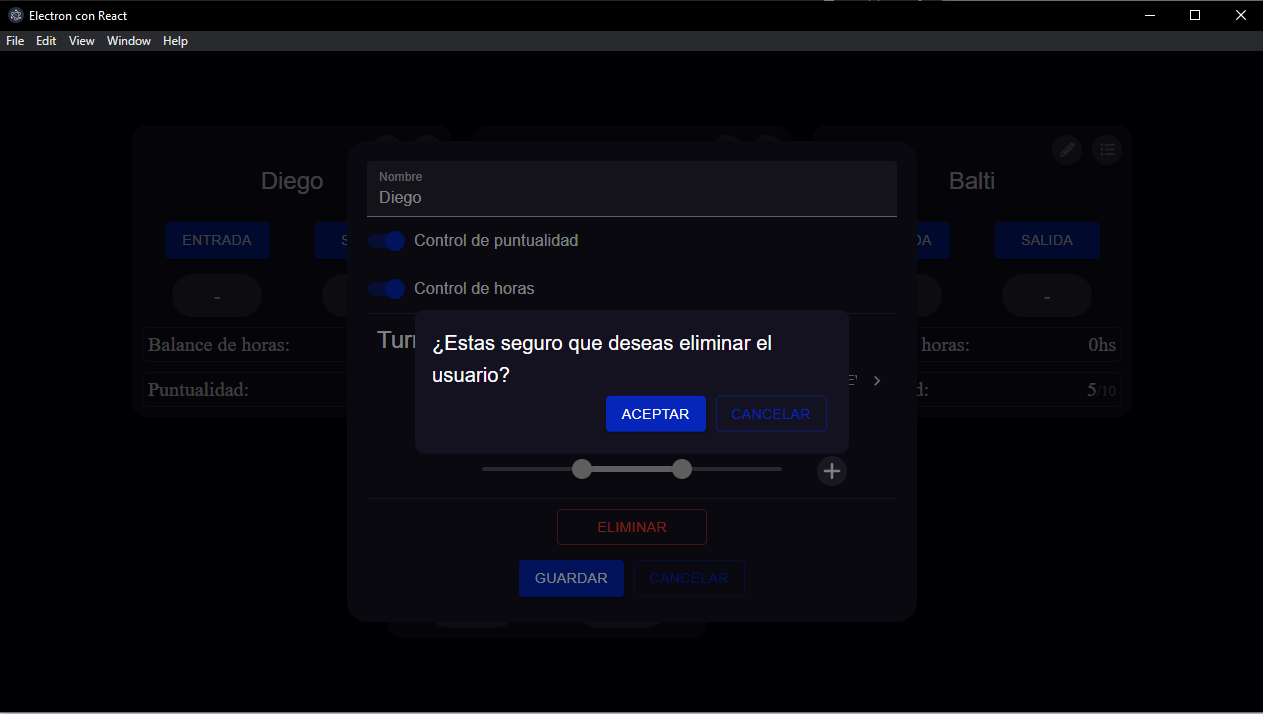 Electron con React
File Edit View Window Help
Diego
Balti
ENTRADA
SALIDA
-
-
Balance de horas:
horas:
0hs
Puntualidad:
5/10
Nombre
Diego
Control de puntualidad
Control de horas
¿Estas seguro que deseas eliminar el
usuario?
ACEPTAR
CANCELAR
ELIMINAR
GUARDAR
CANCELAR